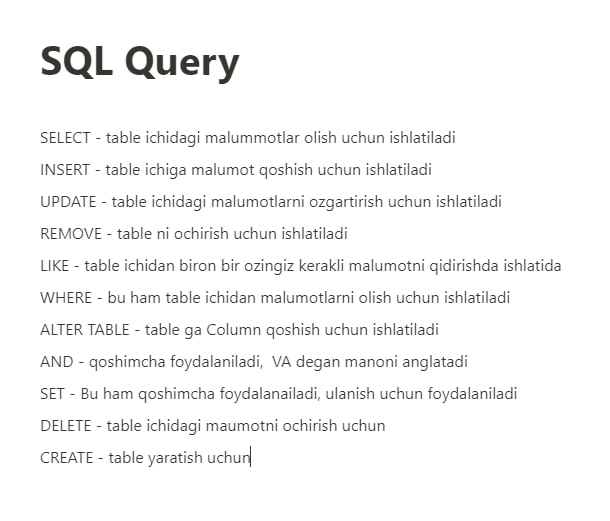 SQL Query
SELECT - table ichidagi malummotlar olish uchun ishlatiladi
INSERT - table ichiga malumot qoshish uchun ishlatiladi
UPDATE - table ichidagi malumotlarni ozgartirish uchun ishlatiladi
REMOVE - table ni ochirish uchun ishlatiladi
LIKE - table ichidan biron bir ozingiz kerakli malumotni qidirishda ishlatida
WHERE - bu ham table ichidan malumotlarni olish uchun ishlatiladi
ALTER TABLE - table ga Column qoshish uchun ishlatiladi
AND - qoshimcha foydalaniladi,  VA degan manoni anglatadi
SET - Bu ham qoshimcha foydalanailadi, ulanish uchun foydalaniladi
DELETE - table ichidagi maumotni ochirish uchun
CREATE - table yaratish uchun